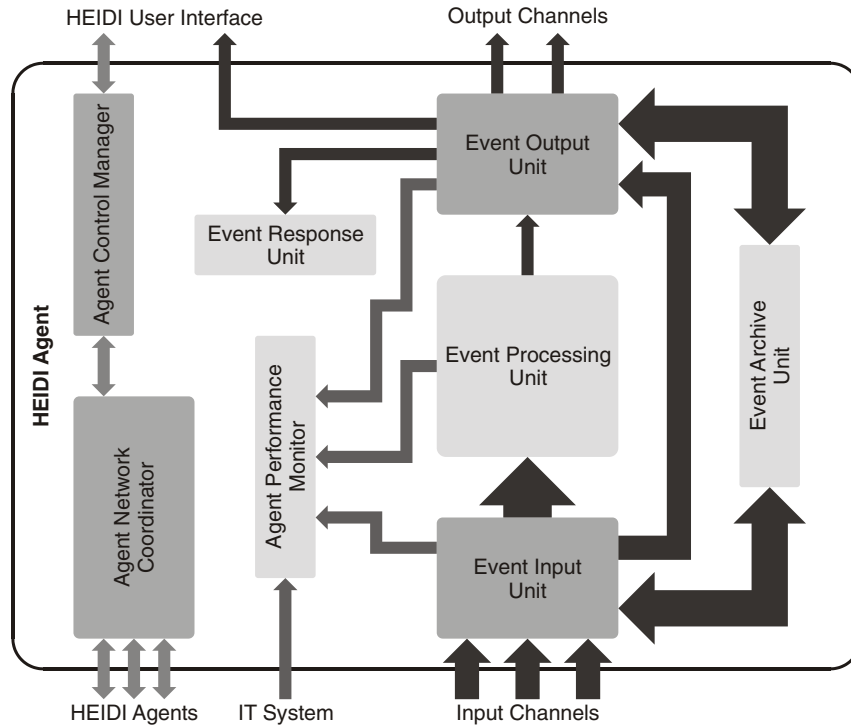 HEIDI User Interface
Output Channels
HEIDI Agent
Agent Control Manager
Event Output
Unit
Event Response
Unit
Event Processing
Unit
Event Archive
Unit
Agent Performance
Monitor
Agent Network
Coordinator
Event Input
Unit
HEIDI Agents
IT System
Input Channels